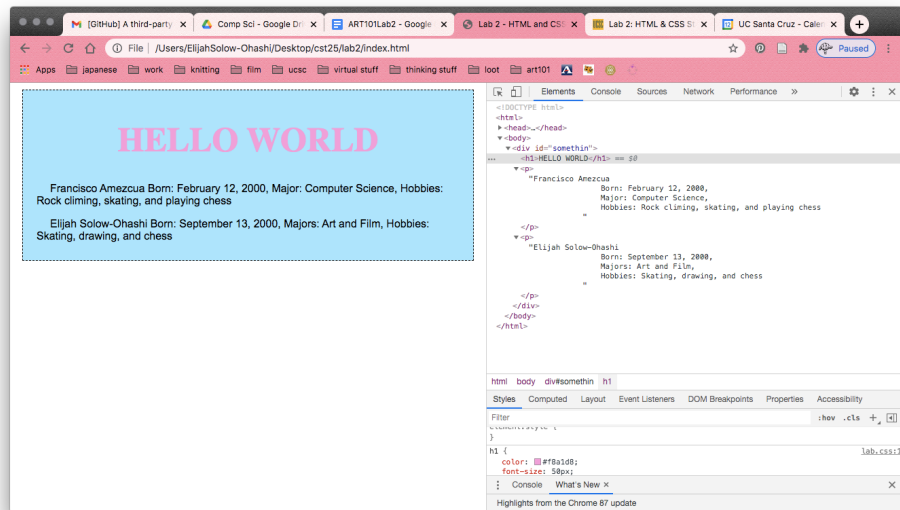 [GitHub] A third-party
Comp Sci - Google Dri
ART101Lab2 - Google
Lab 2 - HTML and CSS
Lab 2: HTML & CSS S
UC Santa Cruz - Calen
File | /Users/ElijahSolow-Ohashi/Desktop/cst25/lab2/index.html
Paused
Apps japanese work knitting film ucsc virtual stuff thinking stuff loot art101
HELLO WORLD
Francisco Amezcua Born: February 12, 2000, Major: Computer Science, Hobbies:
Rock climing, skating, and playing chess
Elijah Solow-Ohashi Born: September 13, 2000, Majors: Art and Film, Hobbies:
Skating, drawing, and chess
Elements Console Sources Network Performance »
<!DOCTYPE html>
<html>
<head>…</head>
<body>
<div id="somethin">
... <h1>HELLO WORLD</h1> == $0
<p>
"Francisco Amezcua
Born: February 12, 2000,
Major: Computer Science,
Hobbies: Rock climing, skating, and playing chess
"
</p>
<p>
"Elijah Solow-Ohashi
Born: September 13, 2000,
Majors: Art and Film,
Hobbies: Skating, drawing, and chess
"
</p>
</div>
</body>
</html>
html body div#somethin h1
Styles Computed Layout Event Listeners DOM Breakpoints Properties Accessibility
Filter :hov .cls +
element.style {
}
h1 { lab.css:1
color: #f8a1d8;
font-size: 50px;
Console What's New ×
Highlights from the Chrome 87 update